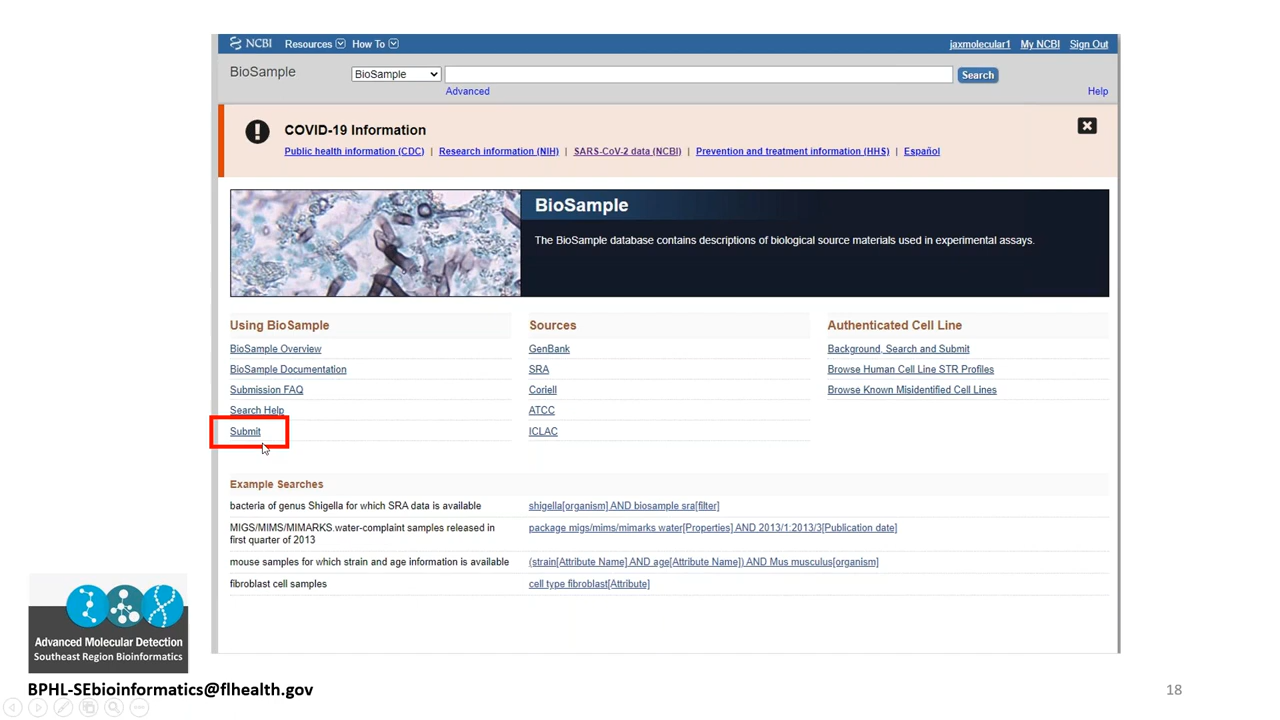 NCBI Resources How To jaxmolecular1 My NCBI Sign Out
BioSample BioSample Search
Advanced Help
COVID-19 Information
Public health information (CDC) | Research information (NIH) | SARS-CoV-2 data (NCBI) | Prevention and treatment information (HHS) | Español
BioSample
The BioSample database contains descriptions of biological source materials used in experimental assays.
Using BioSample
BioSample Overview
BioSample Documentation
Submission FAQ
Search Help
Submit
Sources
GenBank
SRA
Coriell
ATCC
ICLAC
Authenticated Cell Line
Background, Search and Submit
Browse Human Cell Line STR Profiles
Browse Known Misidentified Cell Lines
Example Searches
bacteria of genus Shigella for which SRA data is available shigella[organism] AND biosample sra[filter]
MIGS/MIMS/MIMARKS.water-complaint samples released in
first quarter of 2013
package migs/mims/mimarks water[Properties] AND 2013/1:2013/3[Publication date]
mouse samples for which strain and age information is available (strain[Attribute Name] AND age[Attribute Name]) AND Mus musculus[organism]
fibroblast cell samples cell type fibroblast[Attribute]
Advanced Molecular Detection
Southeast Region Bioinformatics
BPHL-SEbioinformatics@flhealth.gov
18